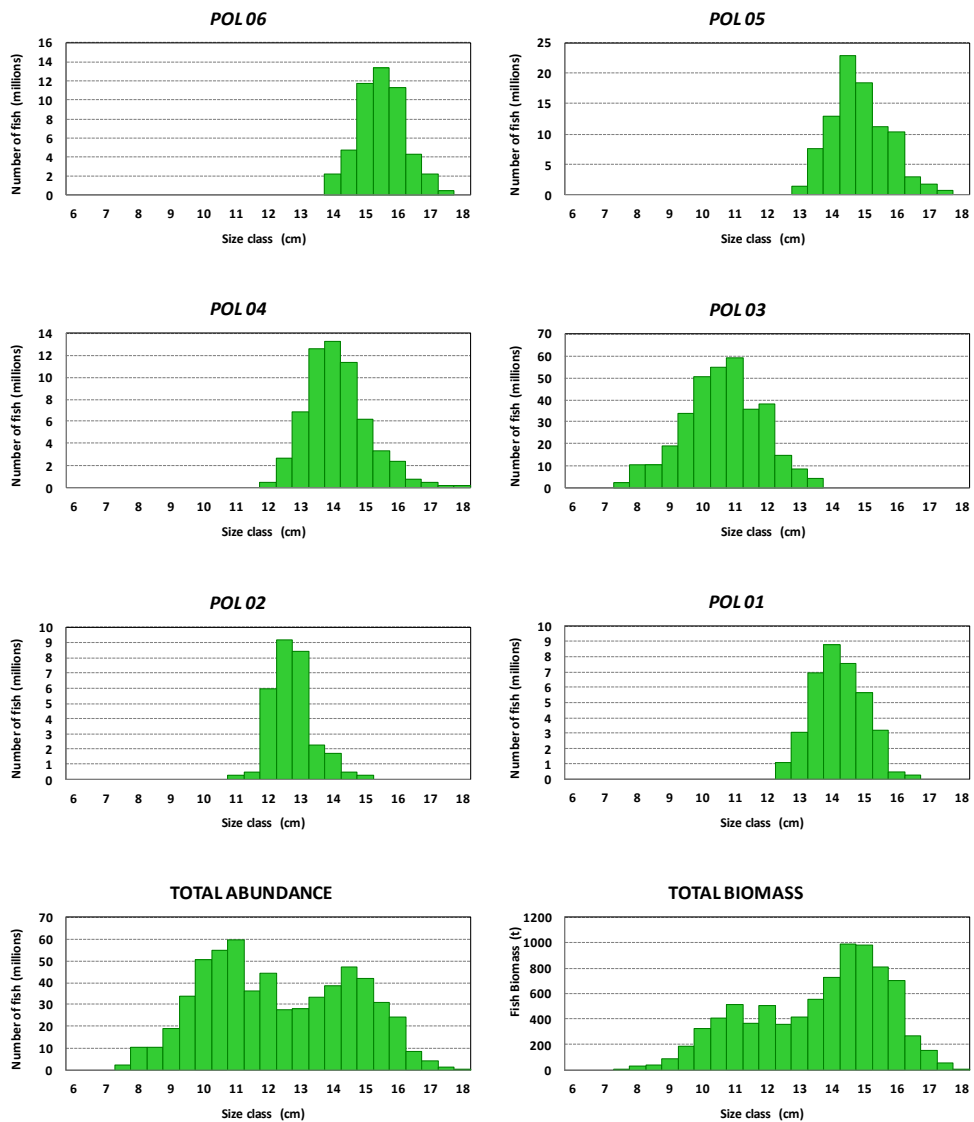 POL 06
Number of fish (millions)
16
14
12
10
8
6
4
2
0
6 7 8 9 10 11 12 13 14 15 16 17 18
Size class (cm)
POL 05
Number of fish (millions)
25
20
15
10
5
0
6 7 8 9 10 11 12 13 14 15 16 17 18
Size class (cm)
POL 04
Number of fish (millions)
14
12
10
8
6
4
2
0
6 7 8 9 10 11 12 13 14 15 16 17 18
Size class (cm)
POL 03
Number of fish (millions)
70
60
50
40
30
20
10
0
6 7 8 9 10 11 12 13 14 15 16 17 18
Size class (cm)
POL 02
Number of fish (millions)
10
9
8
7
6
5
4
3
2
1
0
6 7 8 9 10 11 12 13 14 15 16 17 18
Size class (cm)
POL 01
Number of fish (millions)
10
9
8
7
6
5
4
3
2
1
0
6 7 8 9 10 11 12 13 14 15 16 17 18
Size class (cm)
TOTAL ABUNDANCE
Number of fish (millions)
70
60
50
40
30
20
10
0
6 7 8 9 10 11 12 13 14 15 16 17 18
Size class (cm)
TOTAL BIOMASS
Fish Biomass (t)
1200
1000
800
600
400
200
0
6 7 8 9 10 11 12 13 14 15 16 17 18
Size class (cm)